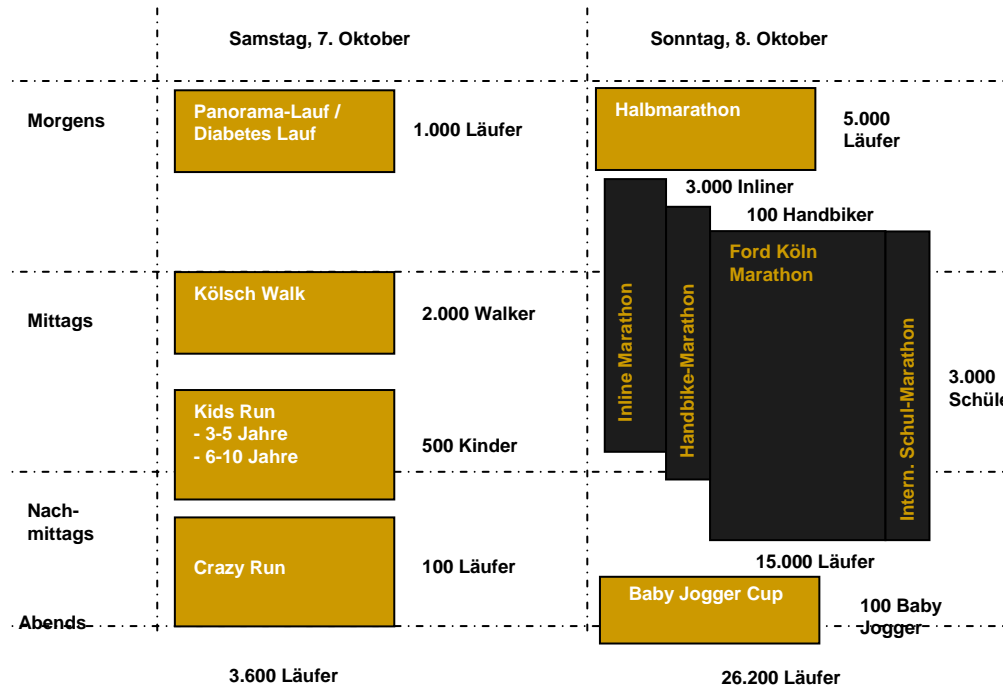 Samstag, 7. Oktober
Sonntag, 8. Oktober
Morgens
Panorama-Lauf /
Diabetes Lauf
1.000 Läufer
Halbmarathon
5.000
Läufer
3.000 Inliner
100 Handbiker
Inline Marathon
Handbike-Marathon
Ford Köln
Marathon
Intern. Schul-Marathon
Mittags
Kölsch Walk
2.000 Walker
3.000
Schüle
Kids Run
- 3-5 Jahre
- 6-10 Jahre
500 Kinder
Nach-
mittags
Crazy Run
100 Läufer
15.000 Läufer
Baby Jogger Cup
100 Baby
Jogger
Abends
3.600 Läufer
26.200 Läufer